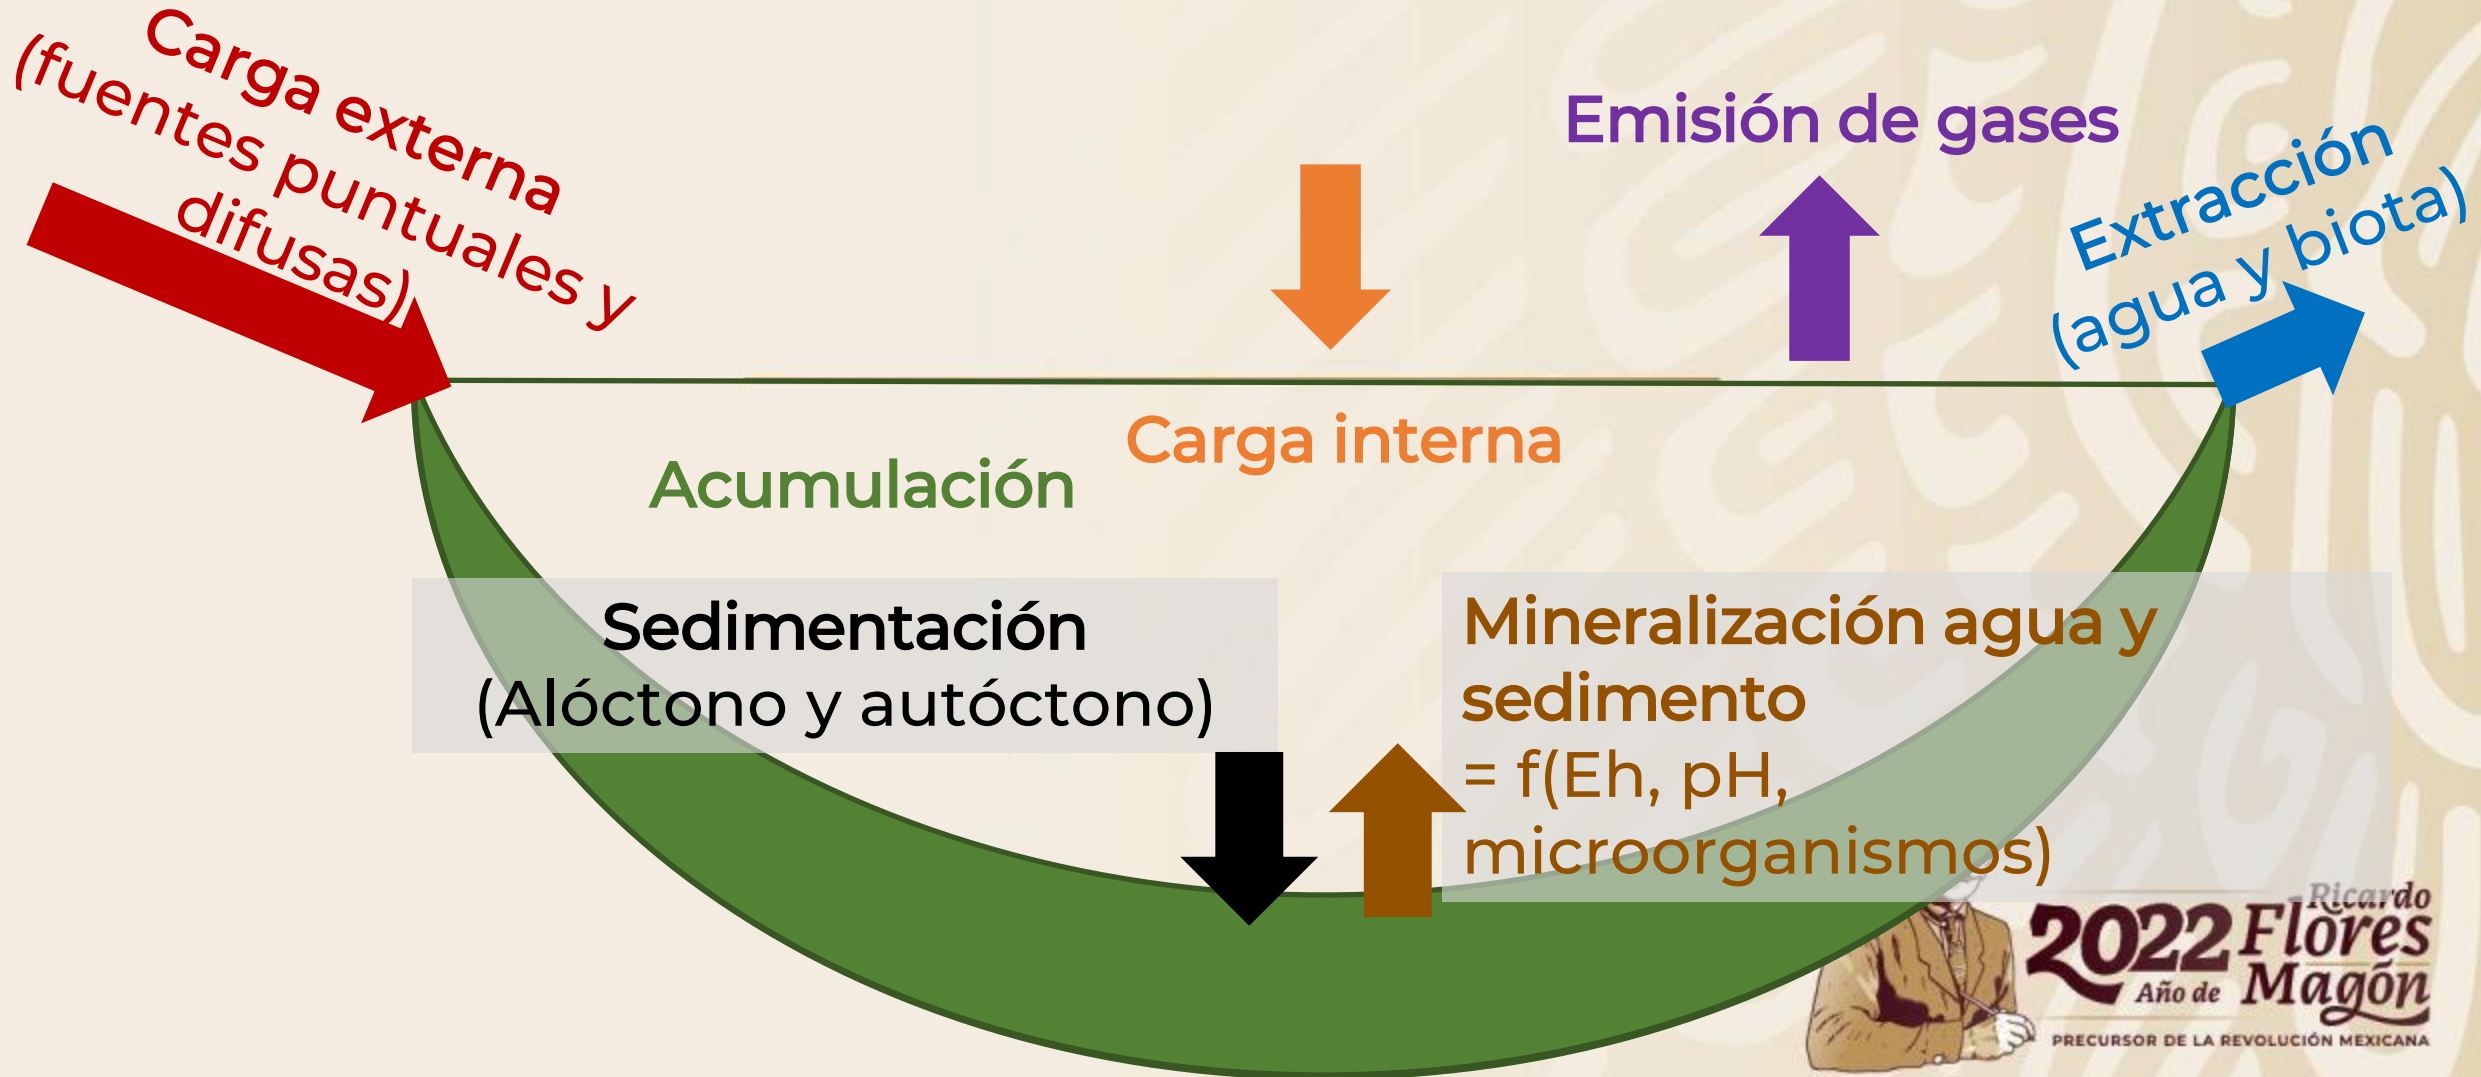 Carga externa
(fuentes puntuales y
difusas)
Emisión de gases
Extracción
(agua y biota)
Carga interna
Acumulación
Sedimentación
(Alóctono y autóctono)
Mineralización agua y
sedimento
= f(Eh, pH,
microorganismos)
2022 Ricardo
Flores
Año de Magón
PRECURSOR DE LA REVOLUCIÓN MEXICANA